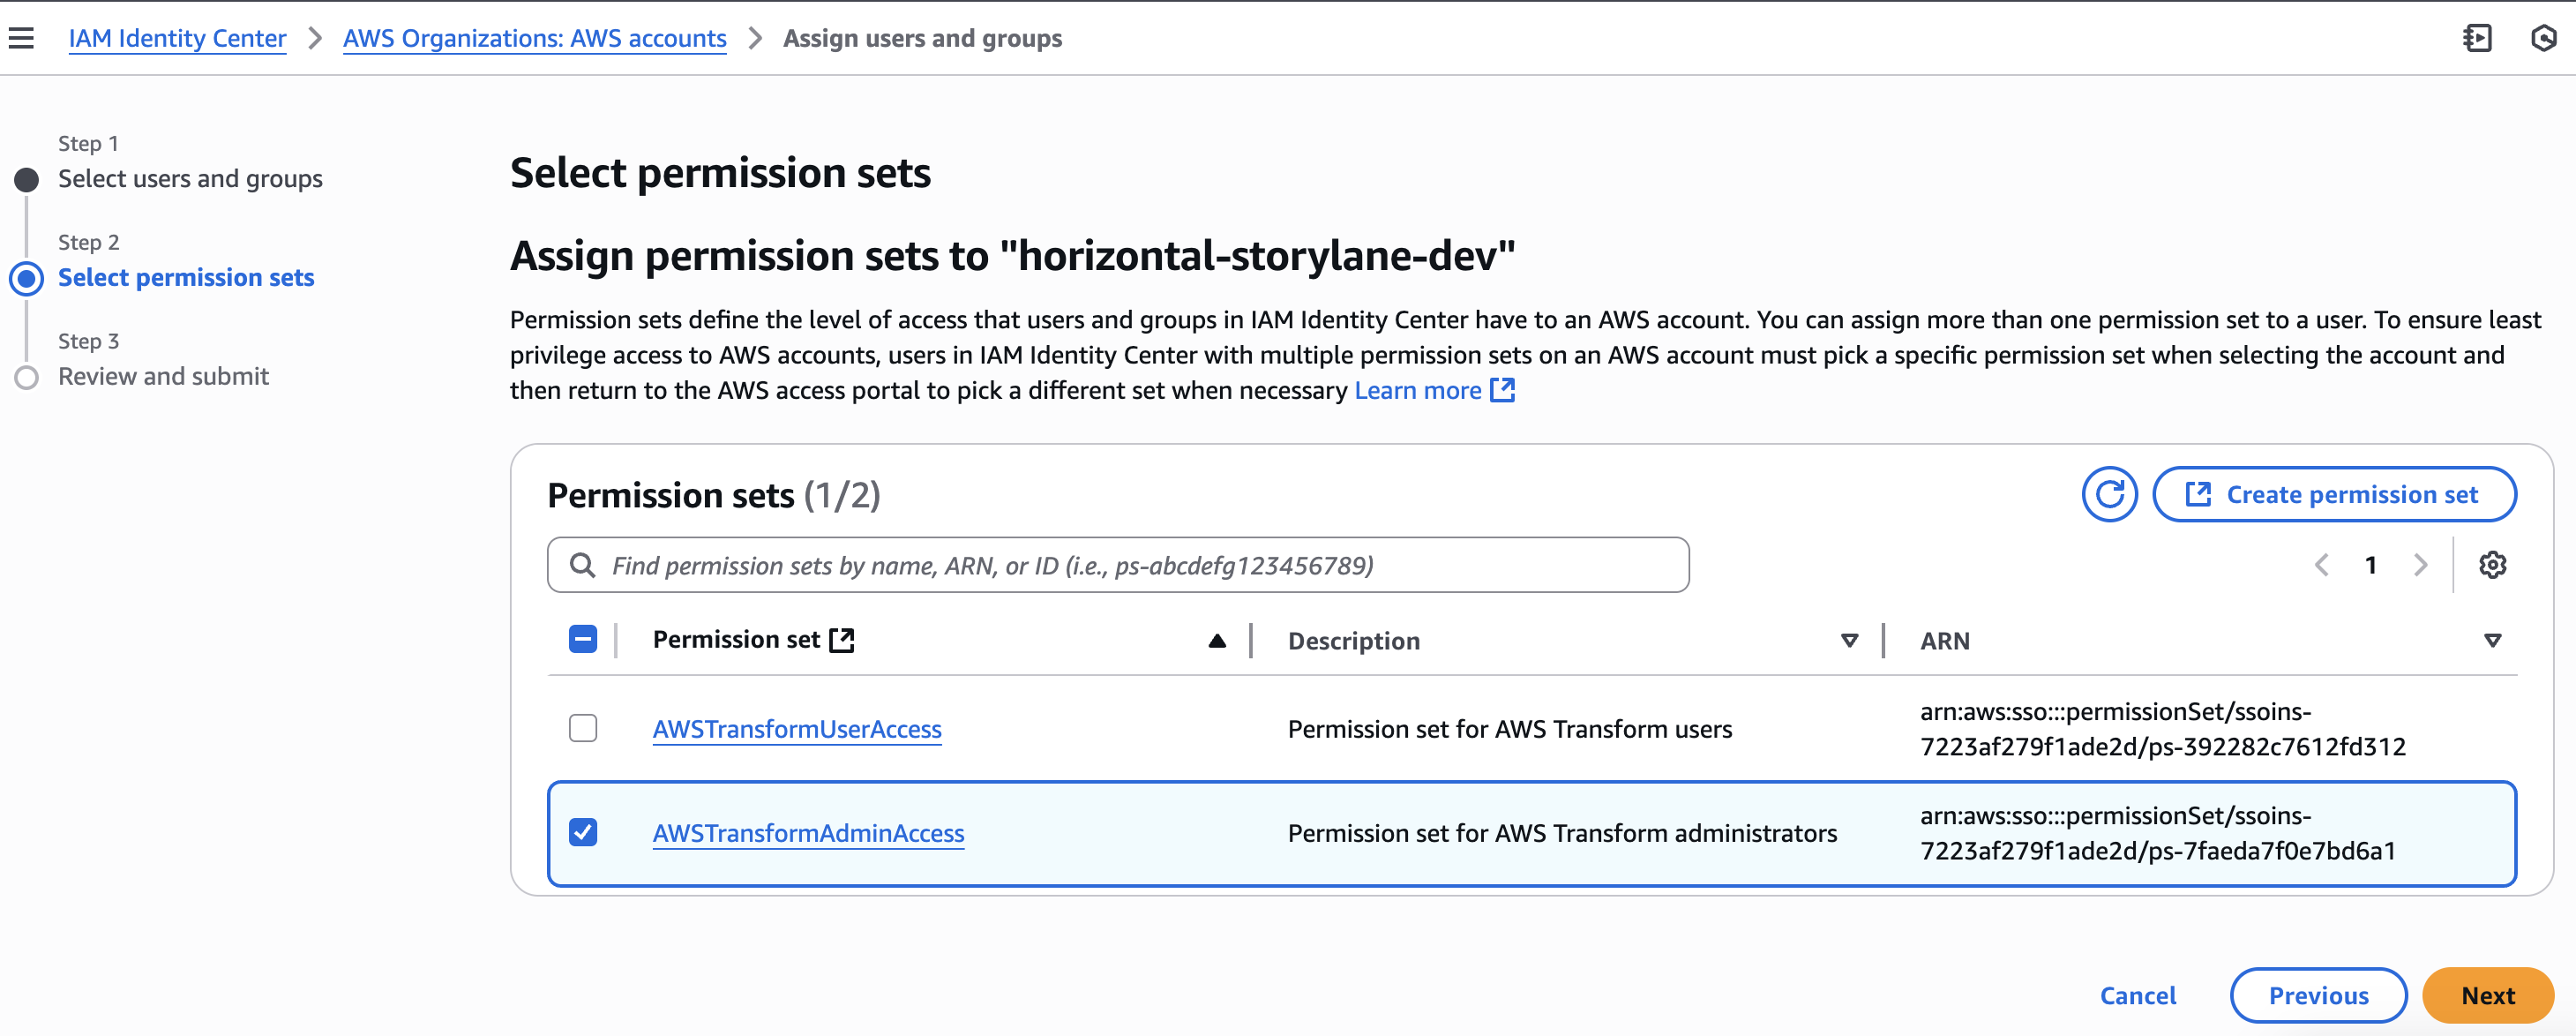 IAM Identity Center > AWS Organizations: AWS accounts > Assign users and groups
Step 1
Select users and groups
Step 2
Select permission sets
Step 3
Review and submit
Select permission sets
Assign permission sets to "horizontal-storylane-dev"
Permission sets define the level of access that users and groups in IAM Identity Center have to an AWS account. You can assign more than one permission set to a user. To ensure least
privilege access to AWS accounts, users in IAM Identity Center with multiple permission sets on an AWS account must pick a specific permission set when selecting the account and
then return to the AWS access portal to pick a different set when necessary Learn more
Permission sets (1/2)
Create permission set
Find permission sets by name, ARN, or ID (i.e., ps-abcdefg123456789)
1
Permission set Description ARN
AWSTransformUserAccess Permission set for AWS Transform users arn:aws:sso:::permissionSet/ssoins-
7223af279f1ade2d/ps-392282c7612fd312
AWSTransformAdminAccess Permission set for AWS Transform administrators arn:aws:sso:::permissionSet/ssoins-
7223af279f1ade2d/ps-7faeda7f0e7bd6a1
Cancel Previous Next